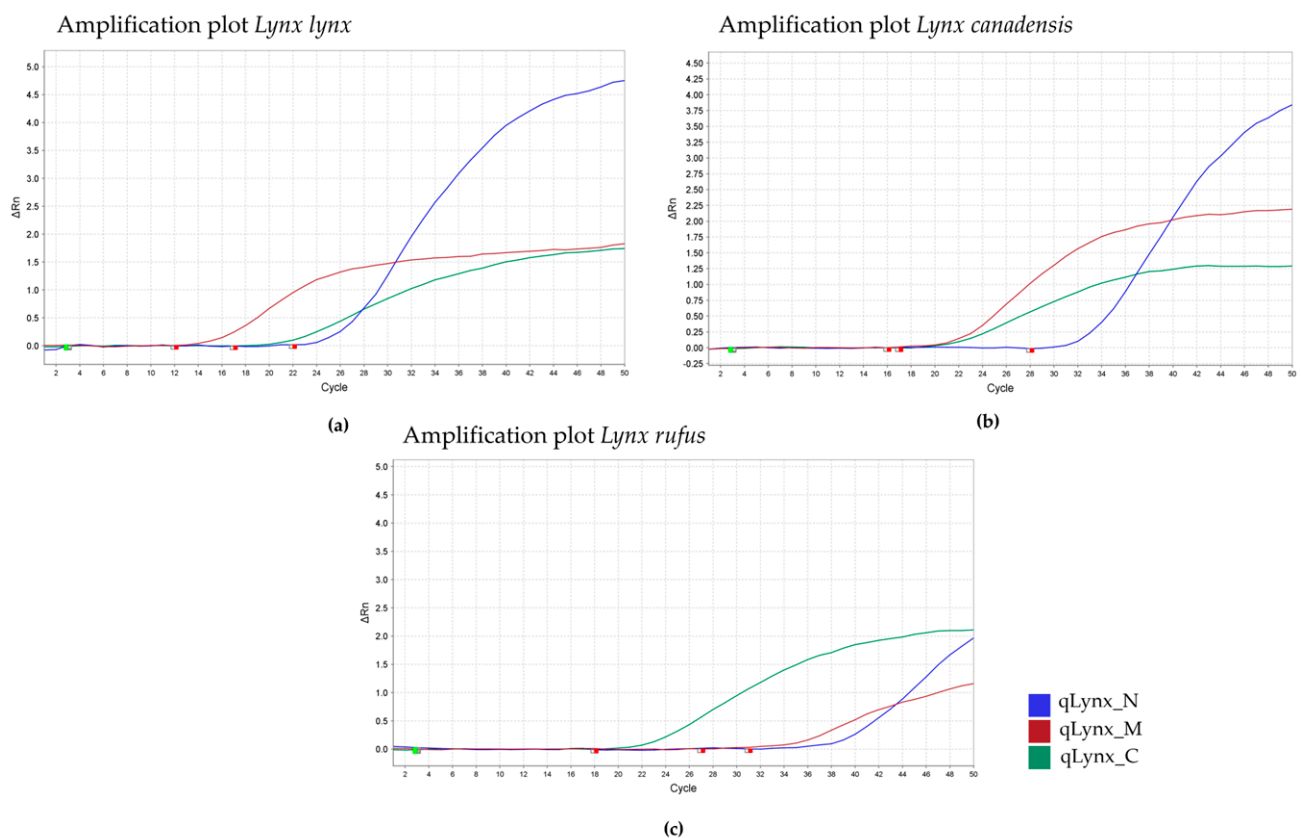 Amplification plot Lynx lynx
5.0
4.5
4.0
3.5
3.0
2.5
2.0
1.5
1.0
0.5
0.0
ΔRn
2 4 6 8 10 12 14 16 18 20 22 24 26 28 30 32 34 36 38 40 42 44 46 48 50
Cycle
(a)
Amplification plot Lynx canadensis
4.50
4.25
4.00
3.75
3.50
3.25
3.00
2.75
2.50
2.25
2.00
1.75
1.50
1.25
1.00
0.75
0.50
0.25
0.00
-0.25
ΔRn
2 4 6 8 10 12 14 16 18 20 22 24 26 28 30 32 34 36 38 40 42 44 46 48 50
Cycle
(b)
Amplification plot Lynx rufus
5.0
4.5
4.0
3.5
3.0
2.5
2.0
1.5
1.0
0.5
0.0
ΔRn
2 4 6 8 10 12 14 16 18 20 22 24 26 28 30 32 34 36 38 40 42 44 46 48 50
Cycle
(c)
qLynx_N
qLynx_M
qLynx_C